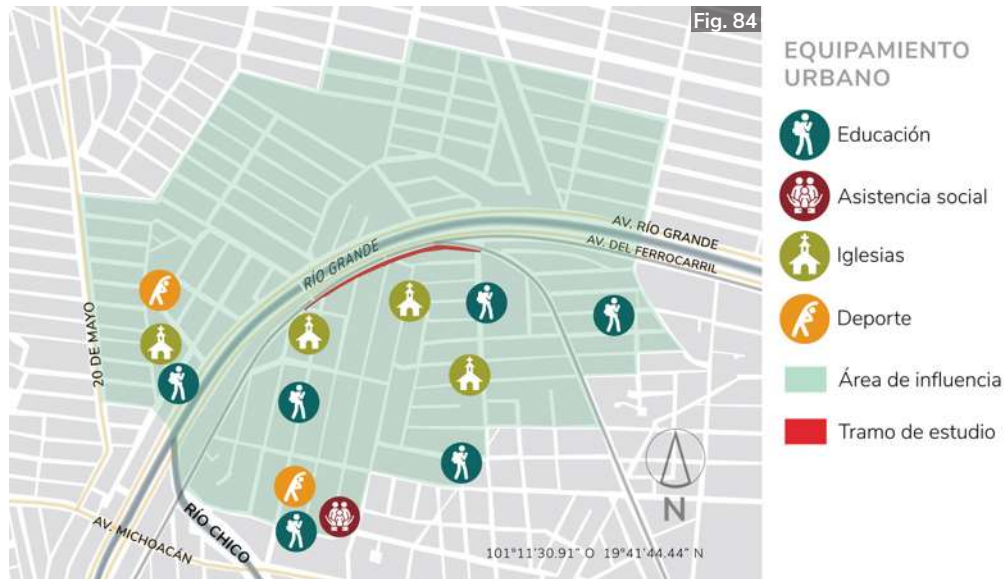 Fig. 84
EQUIPAMIENTO
URBANO
Educación
Asistencia social
Iglesias
Deporte
Área de influencia
Tramo de estudio
AV. RÍO GRANDE
AV. DEL FERROCARRIL
RÍO GRANDE
20 DE MAYO
RÍO CHICO
AV. MICHOACÁN
N
101°11'30.91" O 19°41'44.44" N